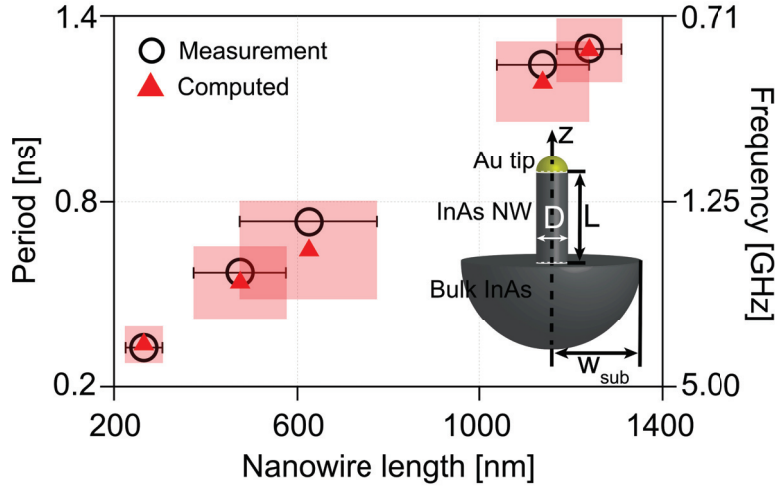 1.4
0.71
Measurement
Computed
Z
Au tip
0.8
InAs NW
D
L
1.25
Bulk InAs
0.2
W sub
5.00
200
600
1000
1400
Period [ns]
Frequency [GHz]
Nanowire length [nm]